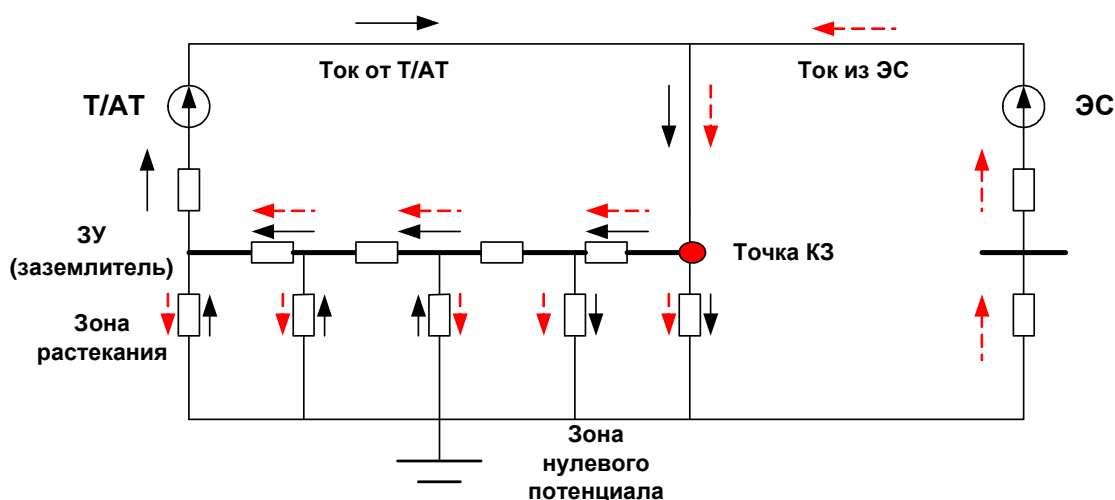 Ток от Т/АТ
Ток из ЭС
Т/АТ
ЭС
ЗУ
(заземлитель)
Точка КЗ
Зона
растекания
Зона
нулевого
потенциала